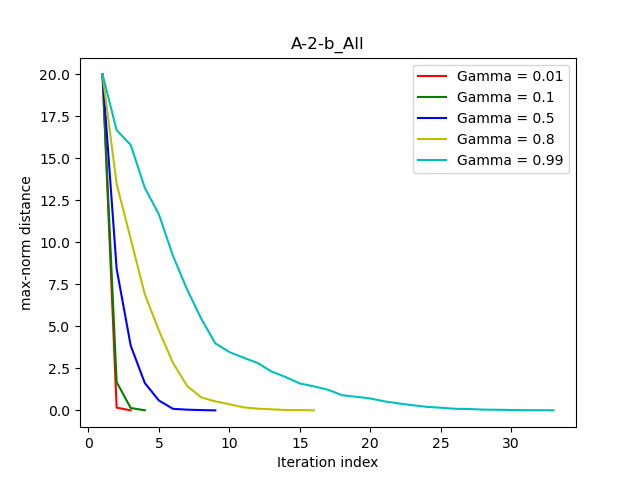 A-2-b_All
20.0
17.5
15.0
12.5
10.0
7.5
5.0
2.5
0.0
max-norm distance
Gamma = 0.01
Gamma = 0.1
Gamma = 0.5
Gamma = 0.8
Gamma = 0.99
0 5 10 15 20 25 30
Iteration index